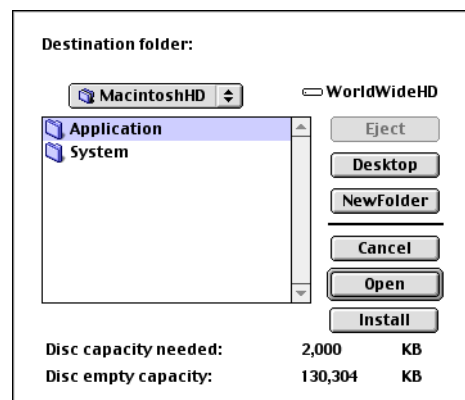 Destination folder:
MacintoshHD
WorldWideHD
Application
System
Eject
Desktop
NewFolder
Cancel
Open
Install
Disc capacity needed: 2,000 KB
Disc empty capacity: 130,304 KB